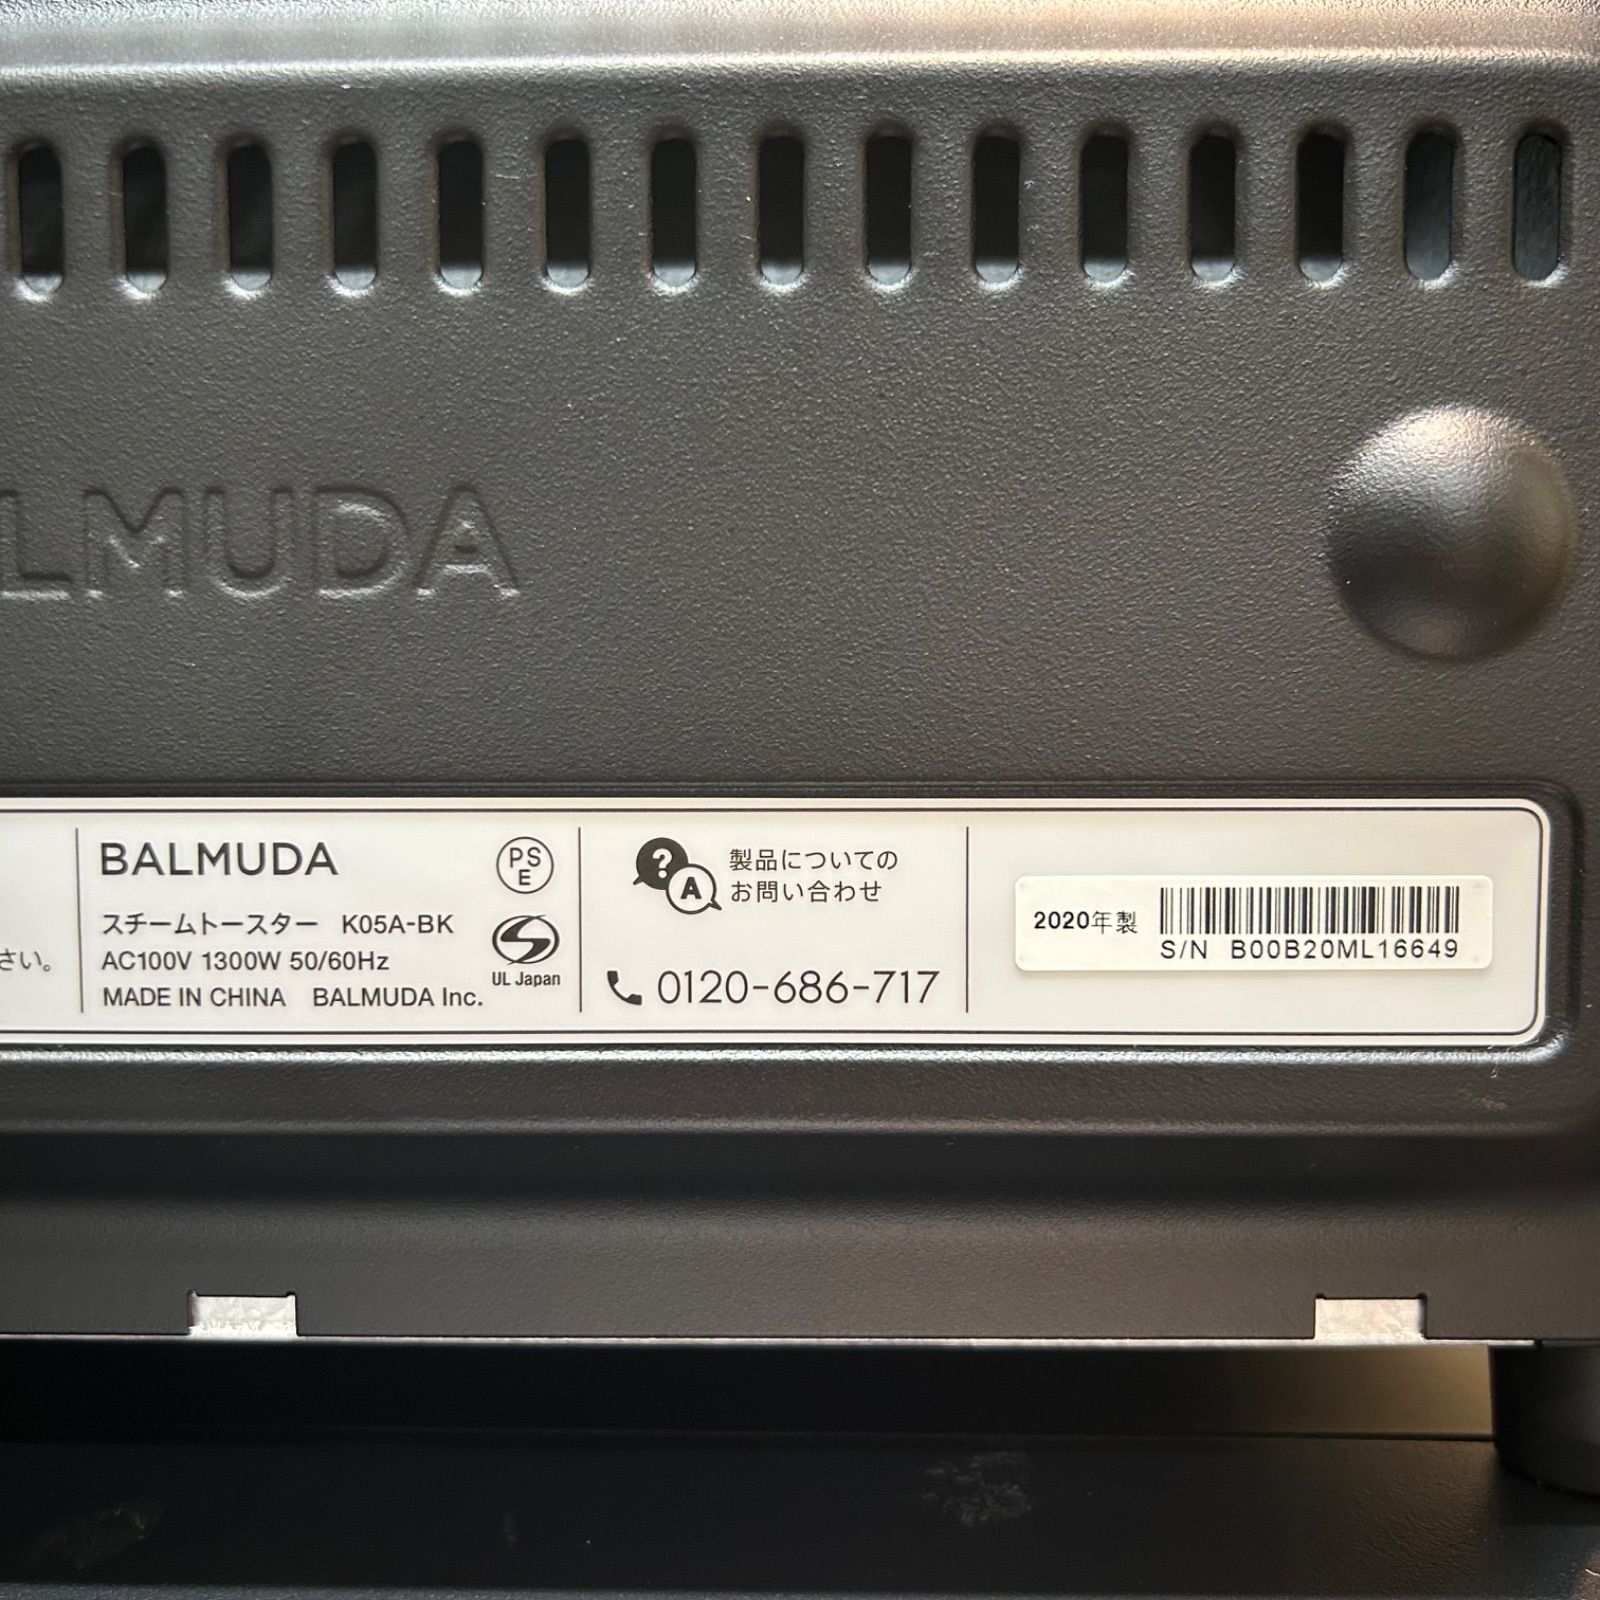 LMUDA
さい。
BALMUDA
PS
E
スチームトースター K05A-BK
AC100V 1300W 50/60Hz
MADE IN CHINA BALMUDA Inc.
UL Japan
? A
製品についての
お問い合わせ
0120-686-717
2020年製
S/N B00B20ML16649